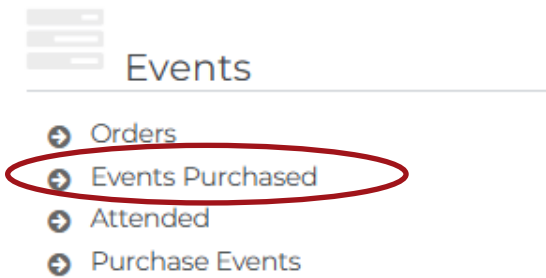 Events
Orders
Events Purchased
Attended
Purchase Events